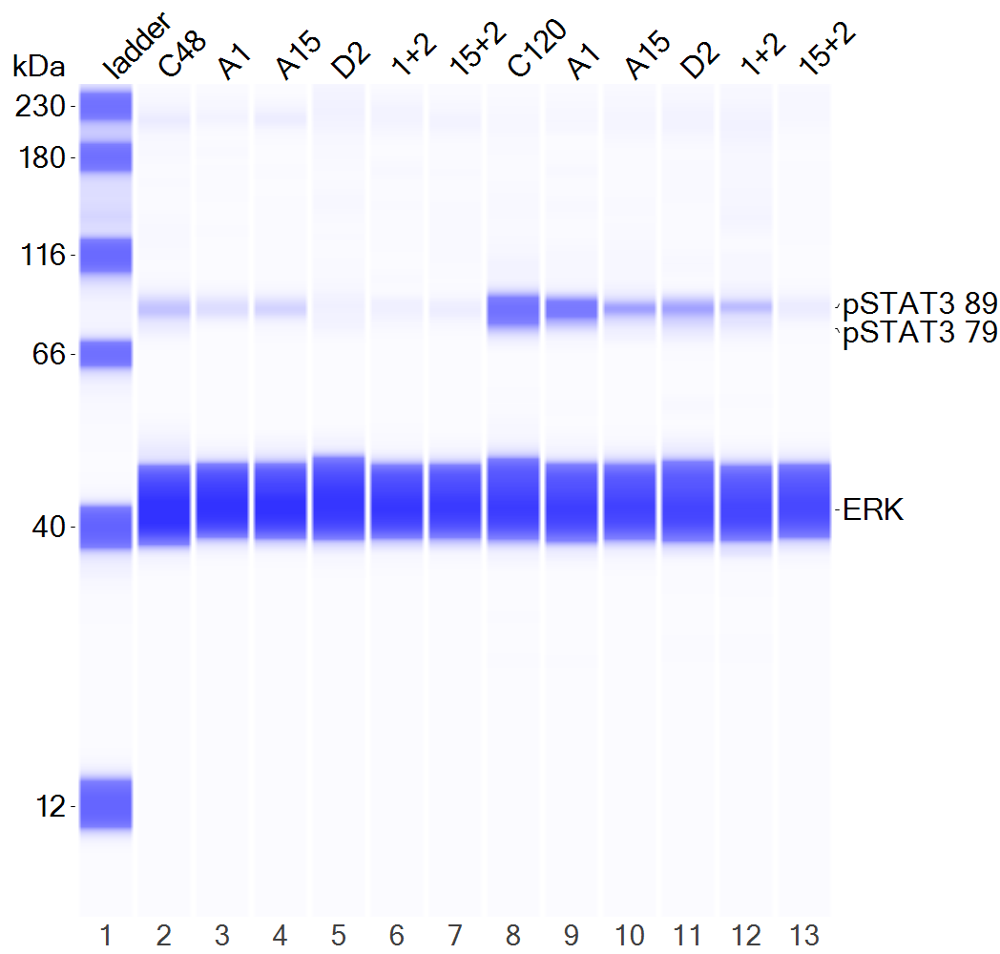 ladder C48 A1 A15 D2 1+2 15+2 C120 A1 A15 D2 1+2 15+2
kDa
230
180
116
66
40
12
pSTAT3 89
pSTAT3 79
ERK
1 2 3 4 5 6 7 8 9 10 11 12 13